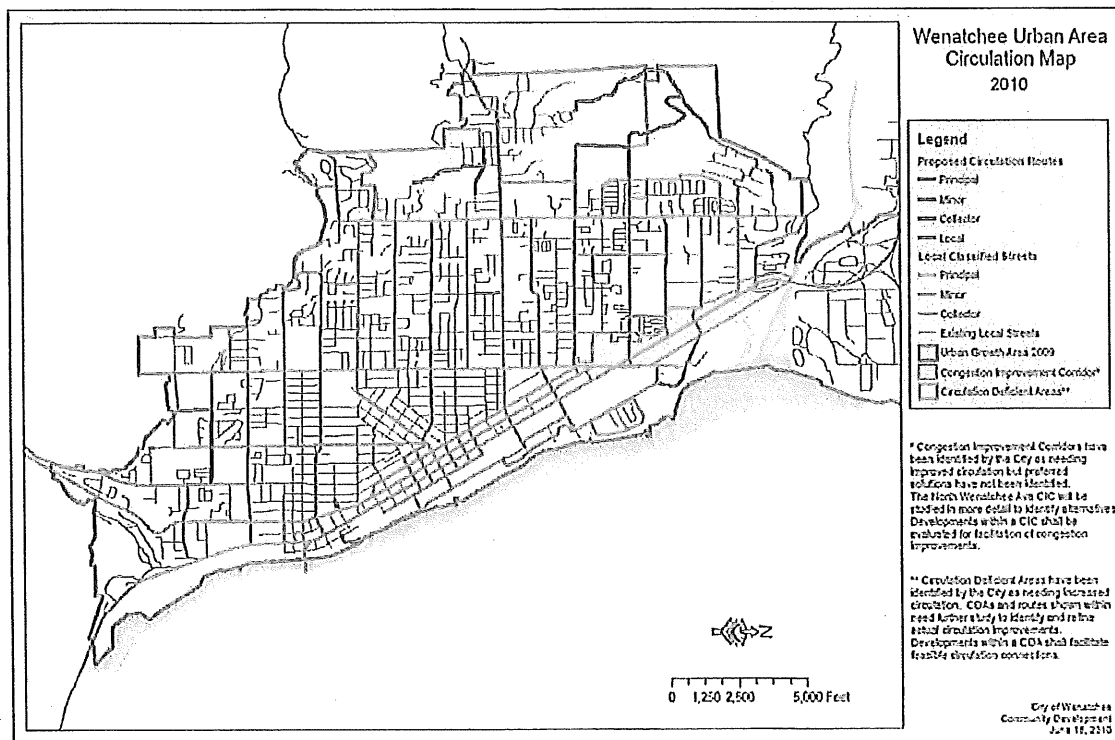 Wenatchee Urban Area
Circulation Map
2010
Legend
Proposed Circulation Routes
Principal
Minor
Collector
Local
Local Classified Streets
Principal
Minor
Collector
Existing Local Streets
Urban Growth Area 2009
Congestion Improvement Corridor*
Circulation Deficient Areas**
* Congestion Improvement Corridors have
been identified by the City as needing
improved circulation but preferred
solutions have not been identified.
The North Wenatchee Ave CIC will be
studied in more detail to identify alternatives
Developments within a CIC shall be
evaluated for facilitation of congestion
improvements.
** Circulation Deficient Areas have been
identified by the City as needing increased
circulation. CDAs and routes shown within
need further study to identify and refine
actual circulation improvements.
Developments within a CDA shall facilitate
feasible circulation connections.
Z
0 1,250 2,500 5,000 Feet
City of Wenatchee
Community Development
June 18, 2010